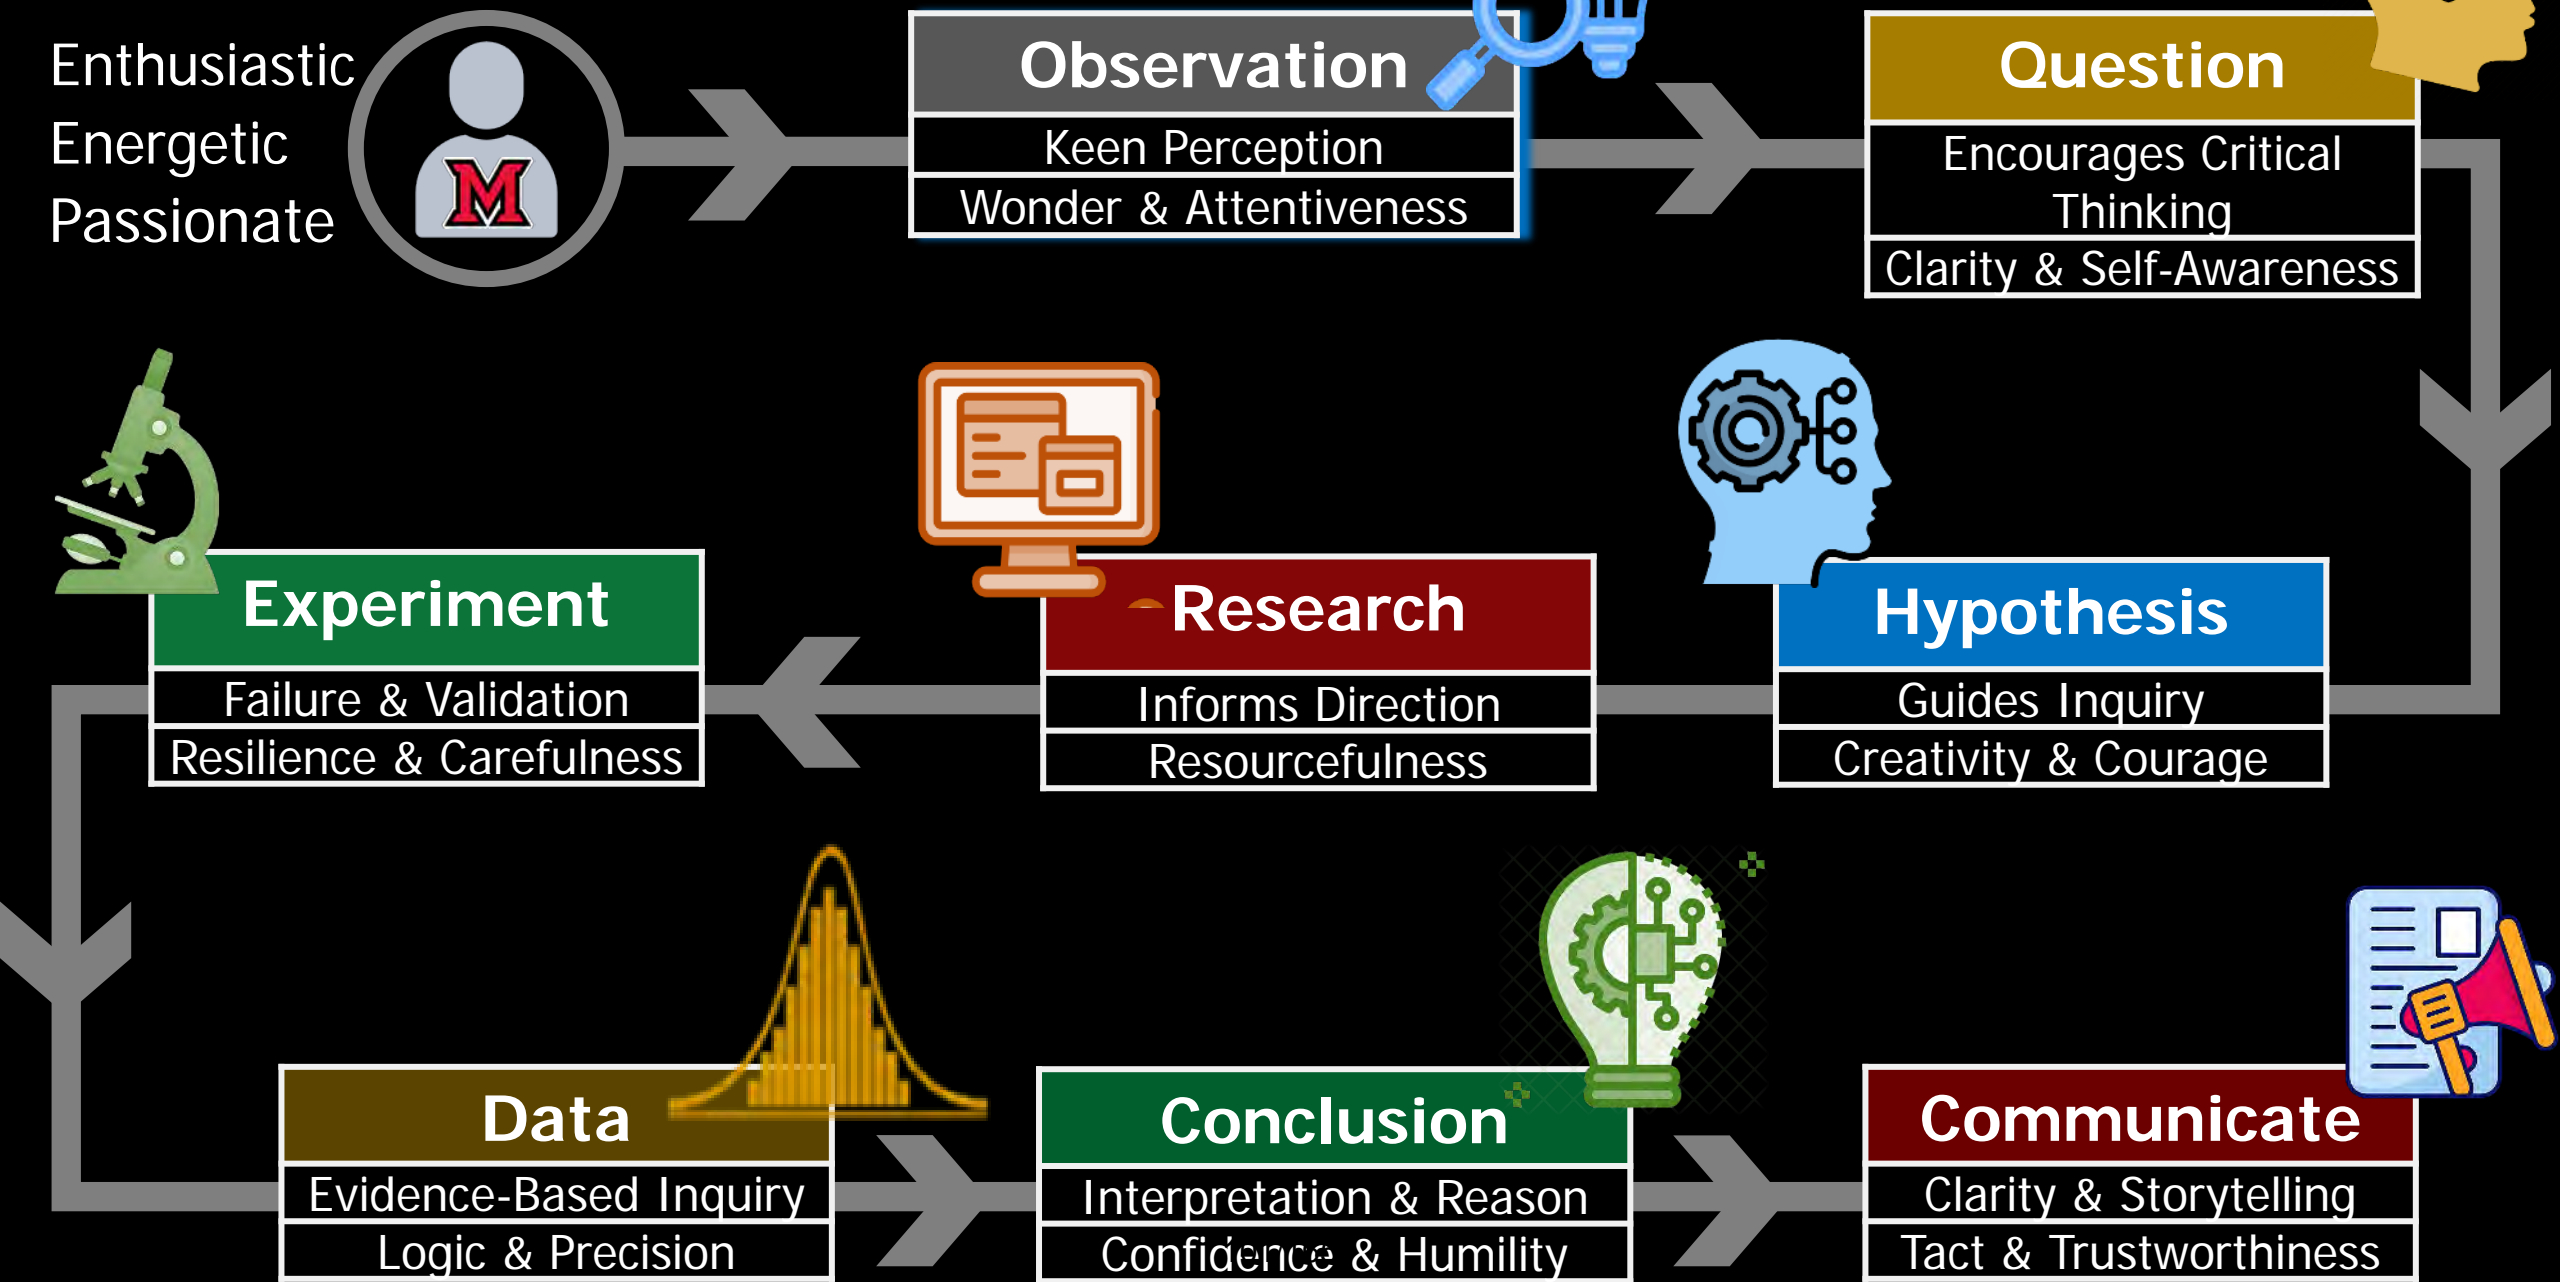 Enthusiastic
Energetic
Passionate
M
Observation
Keen Perception
Wonder & Attentiveness
Question
Encourages Critical
Thinking
Clarity & Self-Awareness
Hypothesis
Guides Inquiry
Creativity & Courage
Research
Informs Direction
Resourcefulness
Experiment
Failure & Validation
Resilience & Carefulness
Data
Evidence-Based Inquiry
Logic & Precision
Conclusion
Interpretation & Reason
Confidence & Humility
Communicate
Clarity & Storytelling
Tact & Trustworthiness